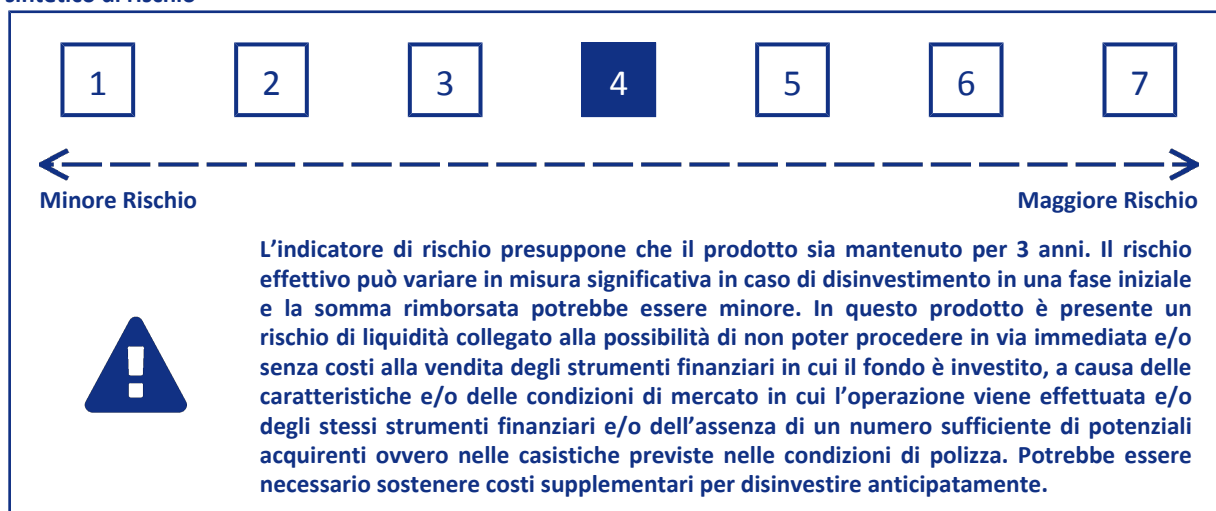 sintetico di rischio
1 2 3 4 5 6 7
Minore Rischio Maggiore Rischio
L'indicatore di rischio presuppone che il prodotto sia mantenuto per 3 anni. Il rischio
effettivo può variare in misura significativa in caso di disinvestimento in una fase iniziale
e la somma rimborsata potrebbe essere minore. In questo prodotto è presente un
rischio di liquidità collegato alla possibilità di non poter procedere in via immediata e/o
senza costi alla vendita degli strumenti finanziari in cui il fondo è investito, a causa delle
caratteristiche e/o delle condizioni di mercato in cui l'operazione viene effettuata e/o
degli stessi strumenti finanziari e/o dell'assenza di un numero sufficiente di potenziali
acquirenti ovvero nelle casistiche previste nelle condizioni di polizza. Potrebbe essere
necessario sostenere costi supplementari per disinvestire anticipatamente.